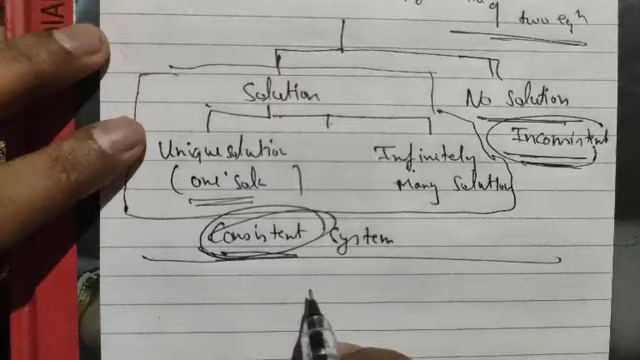 two eqn
Solution
No solution
Inconsistent
Unique solution
Infinitely
(one sol
Many solution
Consistent System